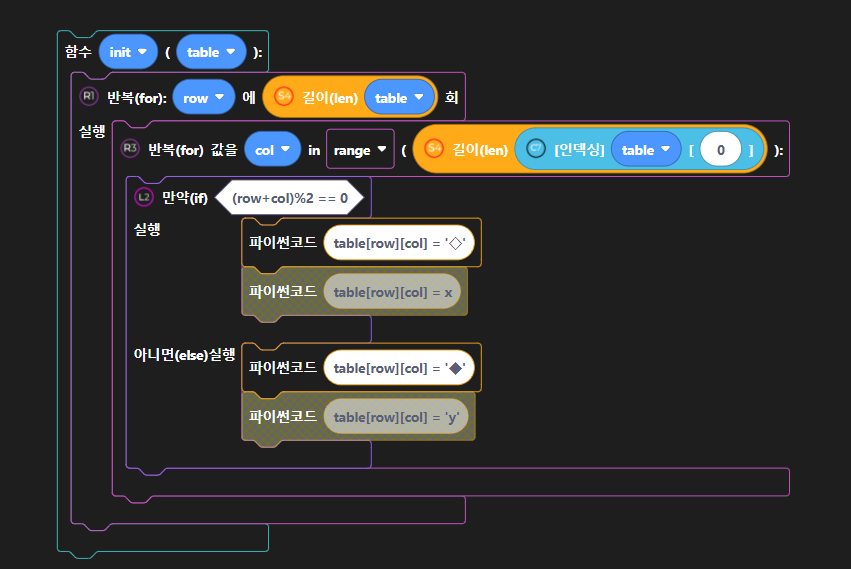 함수 init ( table ):
R1 반복(for): row 에 S4 길이(len) table 회
실행
R3 반복(for) 값을 col in range ( S4 길이(len) C7 [인덱싱] table [ 0 ] ):
L2 만약(if) (row+col)%2 == 0
실행
파이썬코드 table[row][col] = '◇'
파이썬코드 table[row][col] = x
아니면(else)실행
파이썬코드 table[row][col] = '◆'
파이썬코드 table[row][col] = 'y'